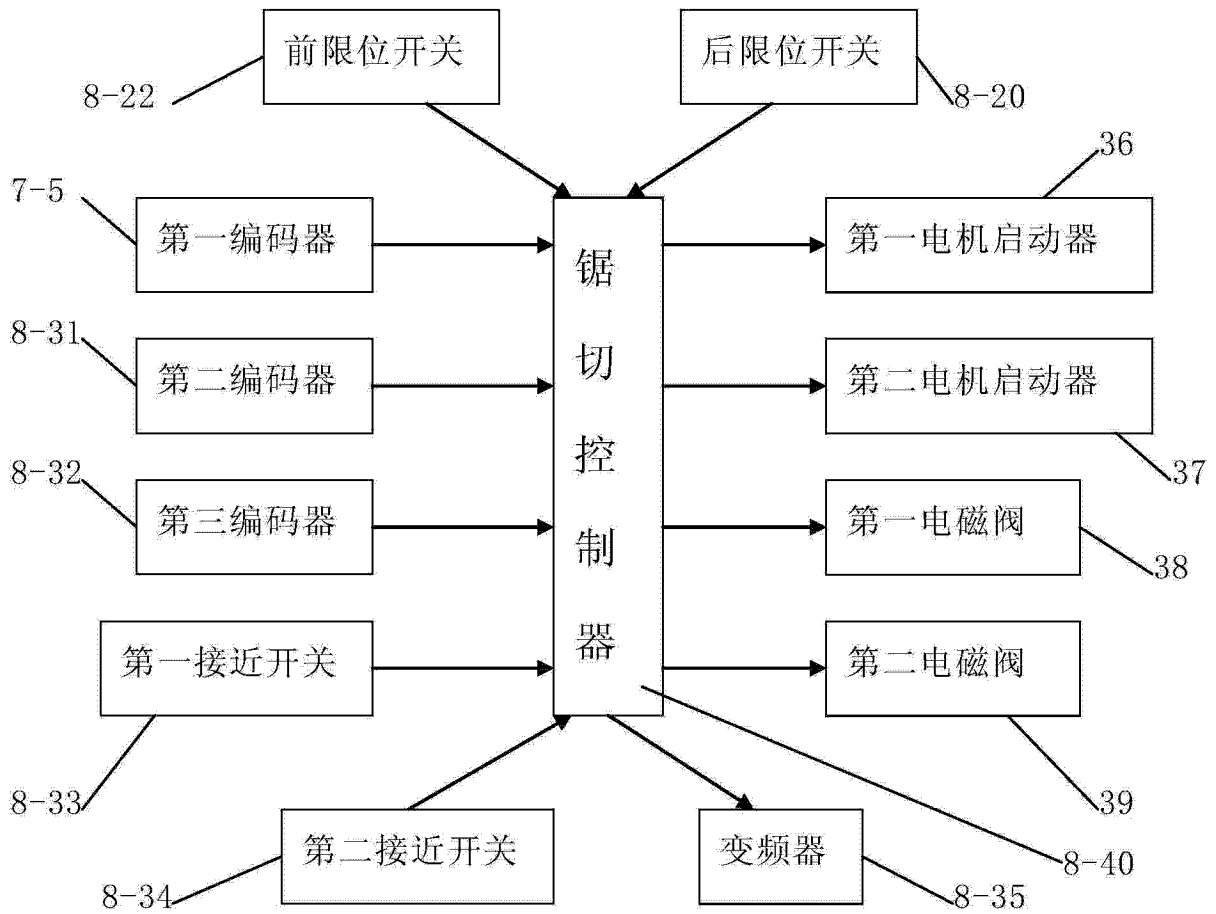 前限位开关
后限位开关
8-22
8-20
36
7-5
第一编码器
第一电机启动器
锯切控制器
8-31
第二编码器
第二电机启动器
37
8-32
第三编码器
第一电磁阀
38
第一接近开关
第二电磁阀
8-33
39
第二接近开关
变频器
8-40
8-34
8-35